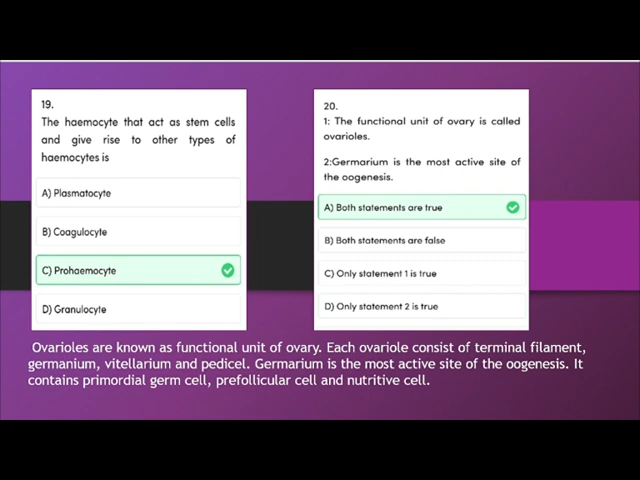 19.
The haemocyte that act as stem cells
and give rise to other types of
haemocytes is
A) Plasmatocyte
B) Coagulocyte
C) Prohaemocyte
D) Granulocyte
20.
1: The functional unit of ovary is called
ovarioles.
2:Germarium is the most active site of
the oogenesis.
A) Both statements are true
B) Both statements are false
C) Only statement 1 is true
D) Only statement 2 is true
Ovarioles are known as functional unit of ovary. Each ovariole consist of terminal filament,
germanium, vitellarium and pedicel. Germarium is the most active site of the oogenesis. It
contains primordial germ cell, prefollicular cell and nutritive cell.